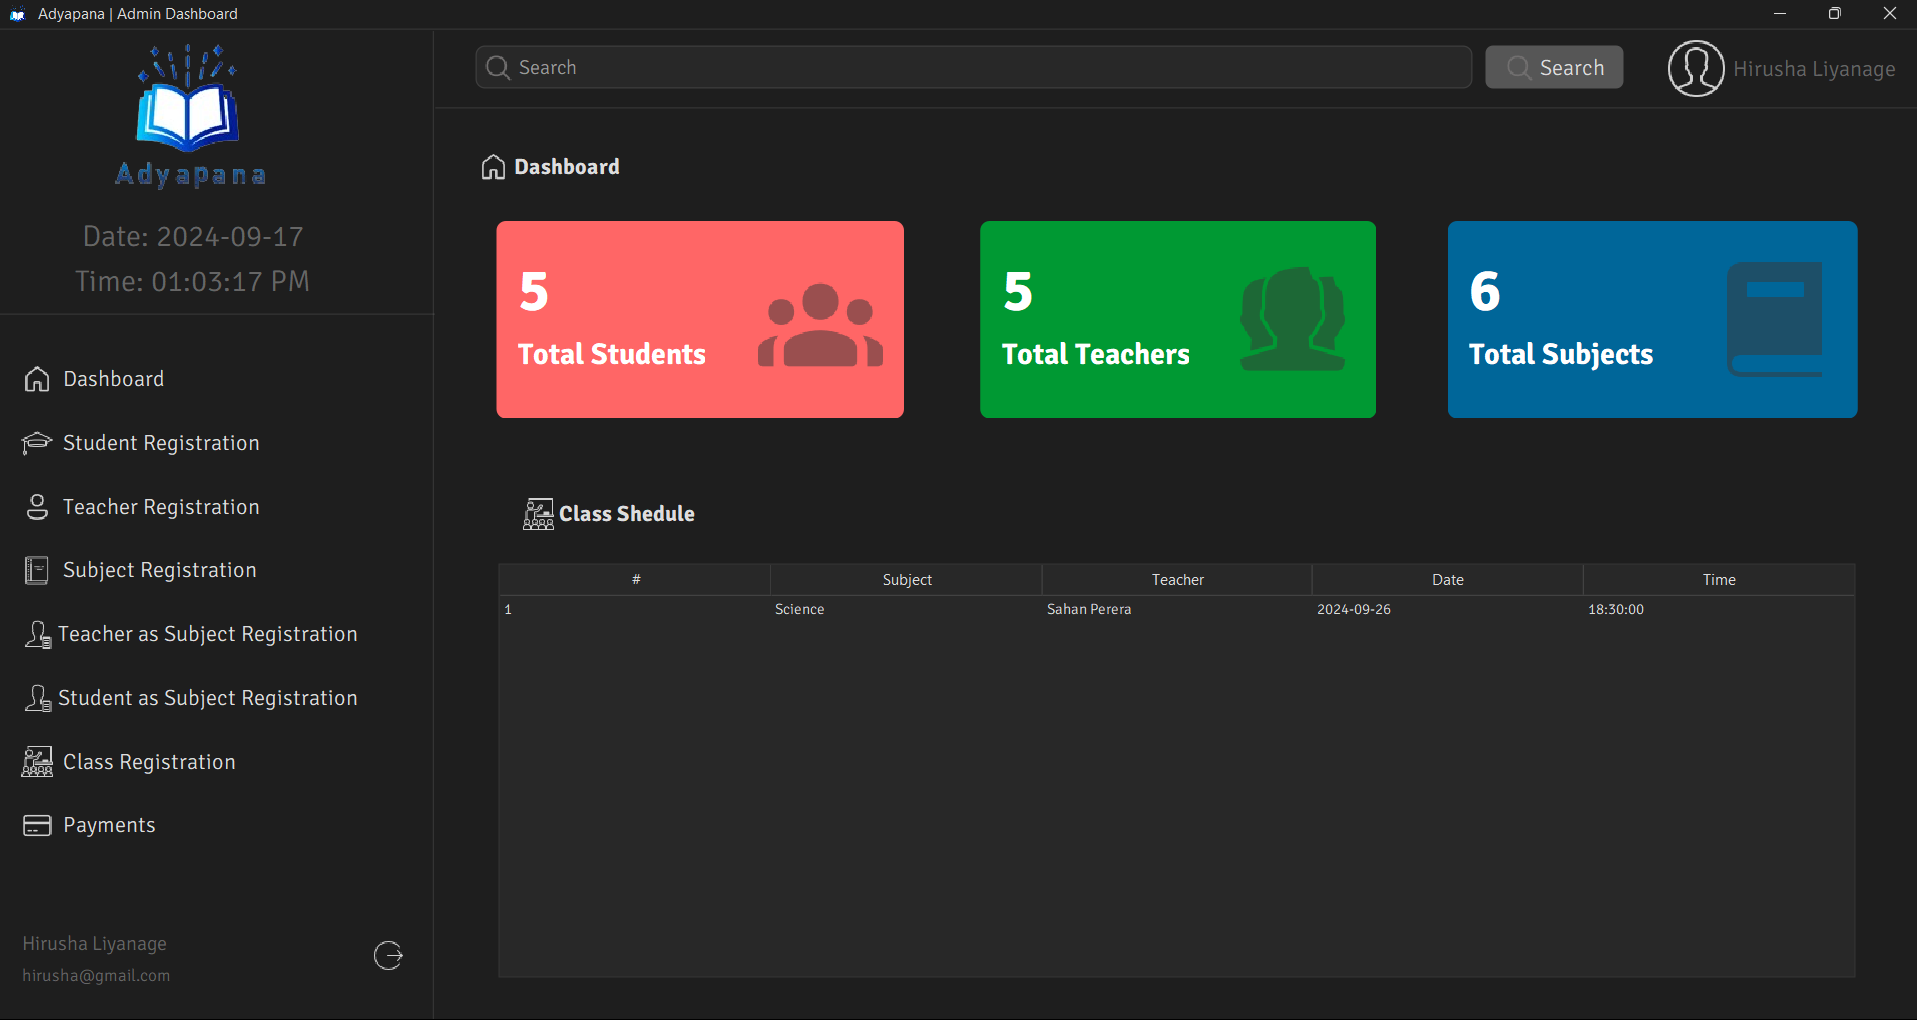 Adyapana | Admin Dashboard
Adyapana
Date: 2024-09-17
Time: 01:03:17 PM
Dashboard
Student Registration
Teacher Registration
Subject Registration
Teacher as Subject Registration
Student as Subject Registration
Class Registration
Payments
Hirusha Liyanage
hirusha@gmail.com
Search
Search
Hirusha Liyanage
Dashboard
5
Total Students
5
Total Teachers
6
Total Subjects
Class Shedule
# Subject Teacher Date Time
1 Science Sahan Perera 2024-09-26 18:30:00